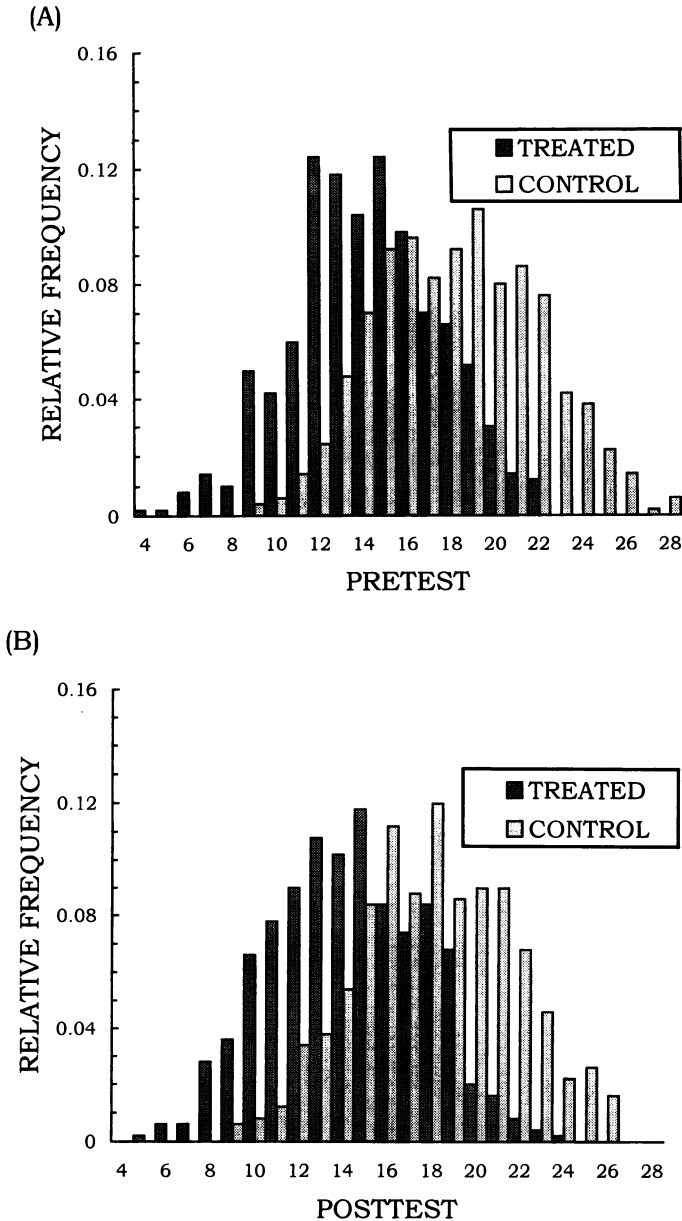 (A)
0.16
0.12
0.08
0.04
0
RELATIVE FREQUENCY
TREATED
CONTROL
4 6 8 10 12 14 16 18 20 22 24 26 28
PRETEST
(B)
0.16
0.12
0.08
0.04
0
RELATIVE FREQUENCY
TREATED
CONTROL
4 6 8 10 12 14 16 18 20 22 24 26 28
POSTTEST